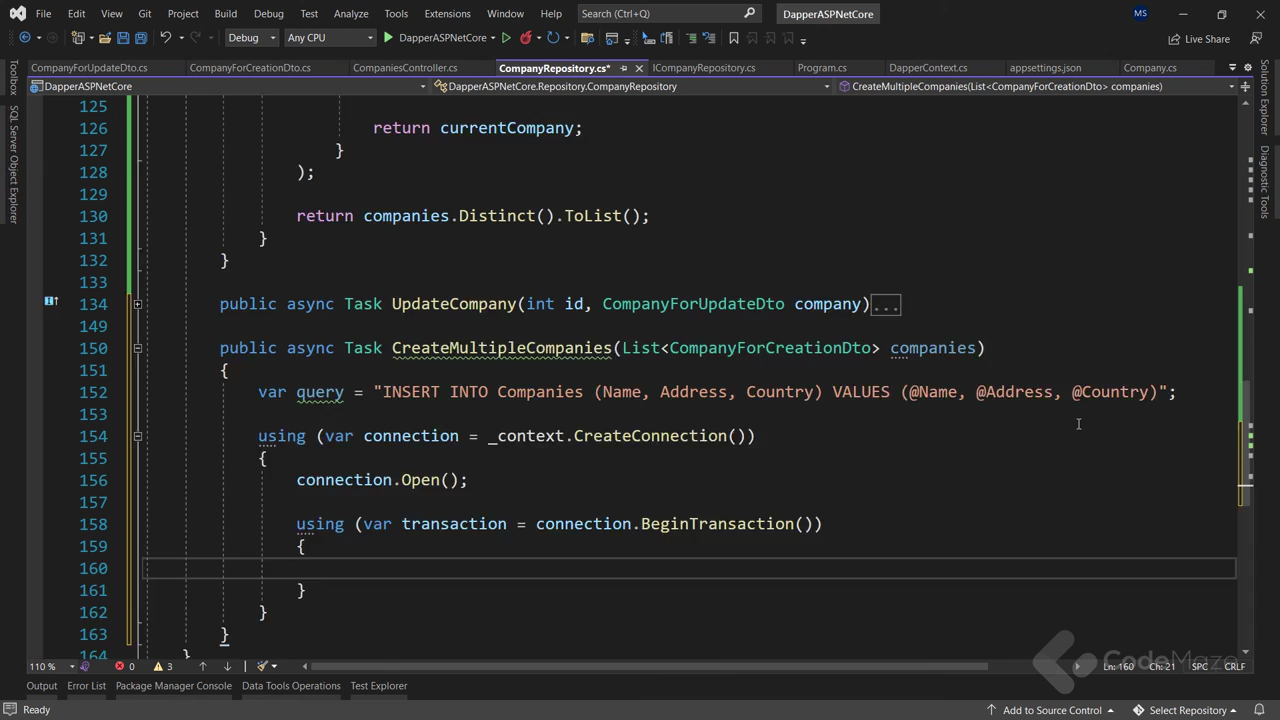 File Edit View Git Project Build Debug Test Analyze Tools Extensions Window Help Search (Ctrl+Q) DapperASPNetCore MS
Debug Any CPU DapperASPNetCore Live Share
CompanyForUpdateDto.cs CompanyForCreationDto.cs CompaniesController.cs CompanyRepository.cs* ICompanyRepository.cs Program.cs DapperContext.cs appsettings.json Company.cs
DapperASPNetCore DapperASPNetCore.Repository.CompanyRepository CreateMultipleCompanies(List<CompanyForCreationDto> companies)
Toolbox
SQL Server Object Explorer
Solution Explorer
Diagnostic Tools
125
126 return currentCompany;
127 }
128 );
129
130 return companies.Distinct().ToList();
131 }
132 }
133
134 public async Task UpdateCompany(int id, CompanyForUpdateDto company)...
149
150 public async Task CreateMultipleCompanies(List<CompanyForCreationDto> companies)
151 {
152 var query = "INSERT INTO Companies (Name, Address, Country) VALUES (@Name, @Address, @Country)";
153
154 using (var connection = _context.CreateConnection())
155 {
156 connection.Open();
157
158 using (var transaction = connection.BeginTransaction())
159 {
160
161 }
162 }
163 }
164 }
CodeMaze
110 % 0 3 Ln: 160 Ch: 21 SPC CRLF
Output Error List Package Manager Console Data Tools Operations Test Explorer
Ready Add to Source Control Select Repository